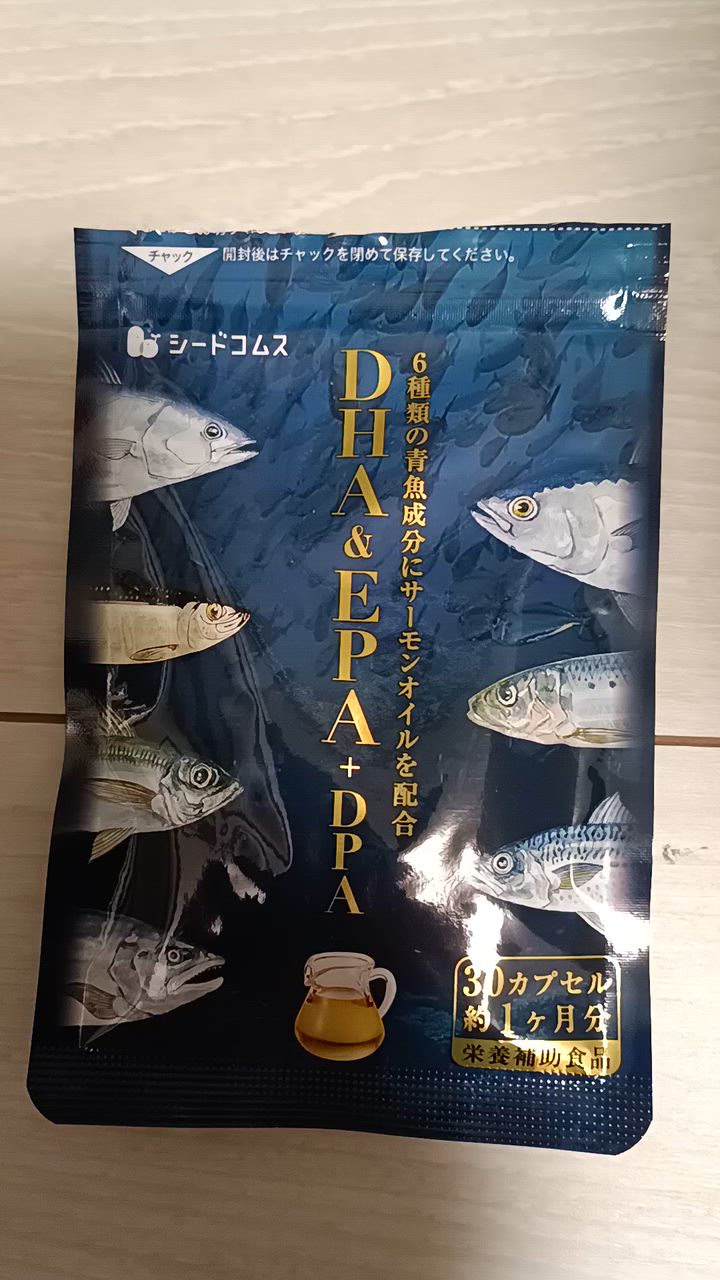 チャック
開封後はチャックを閉めて保存してください。
シードコムス
6種類の青魚成分にサーモンオイルを配合
DHA&EPA+DPA
30カプセル
約1ヶ月分
栄養補助食品